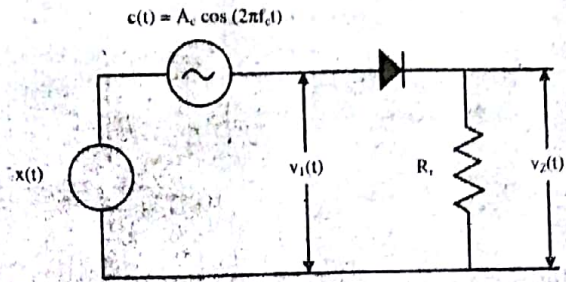 c(t) = A_c cos (2πf_ct)
x(t)
v_1(t)
R_r
v_2(t)